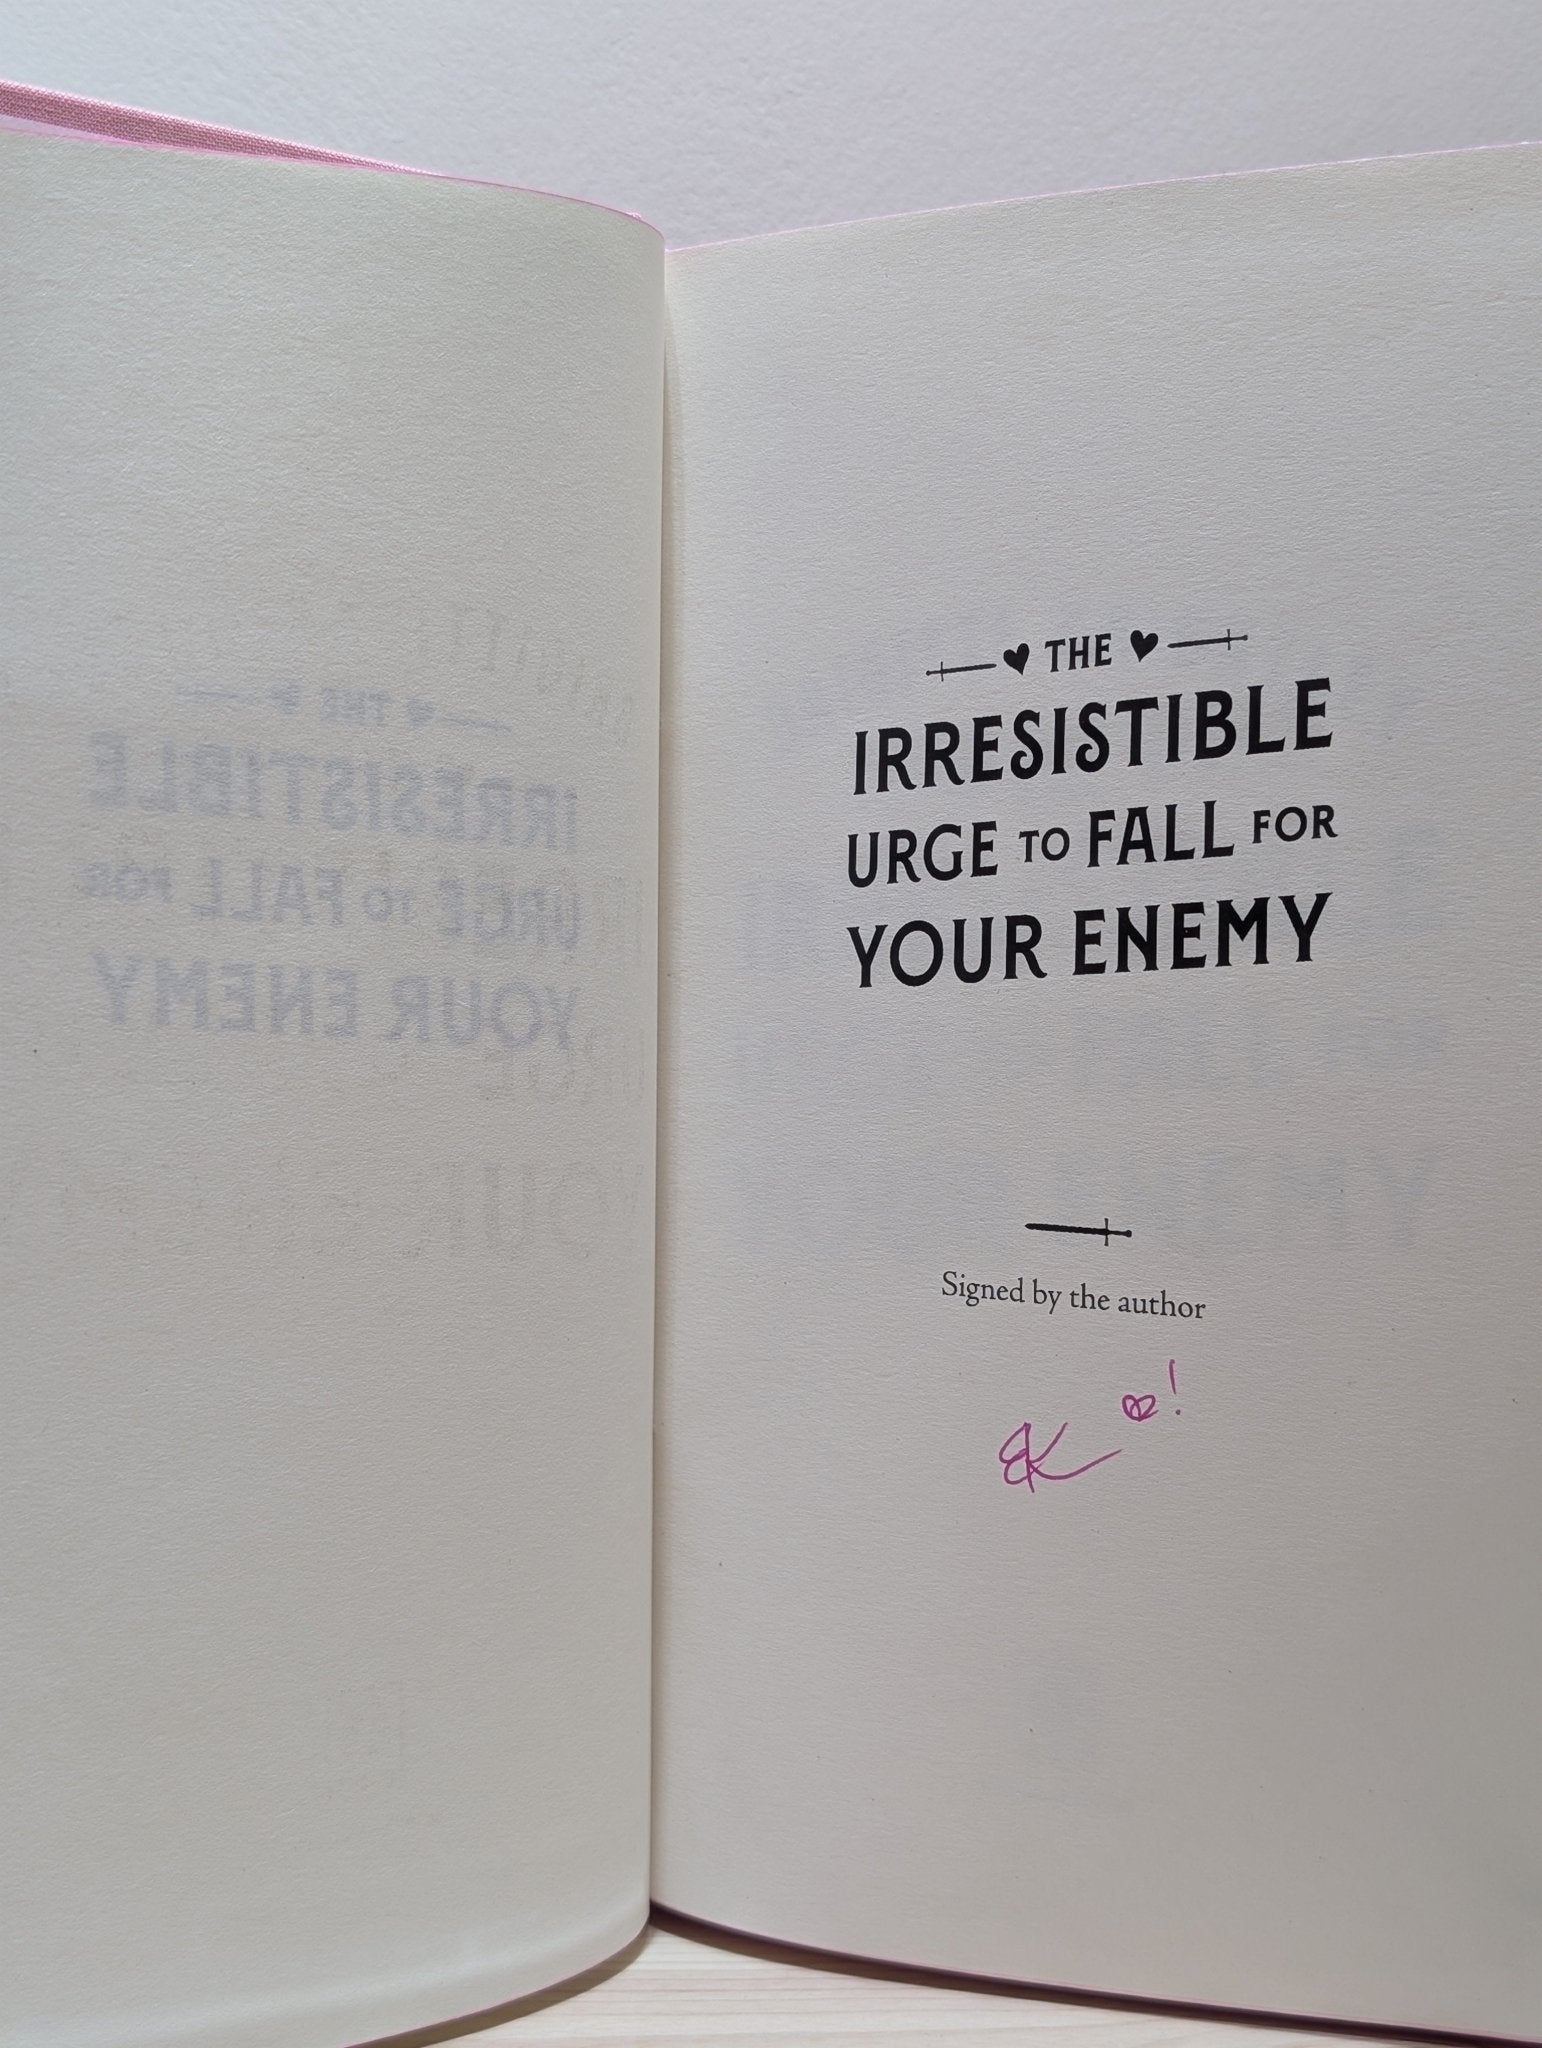 THE
IRRESISTIBLE
URGE TO FALL FOR
YOUR ENEMY
Signed by the author